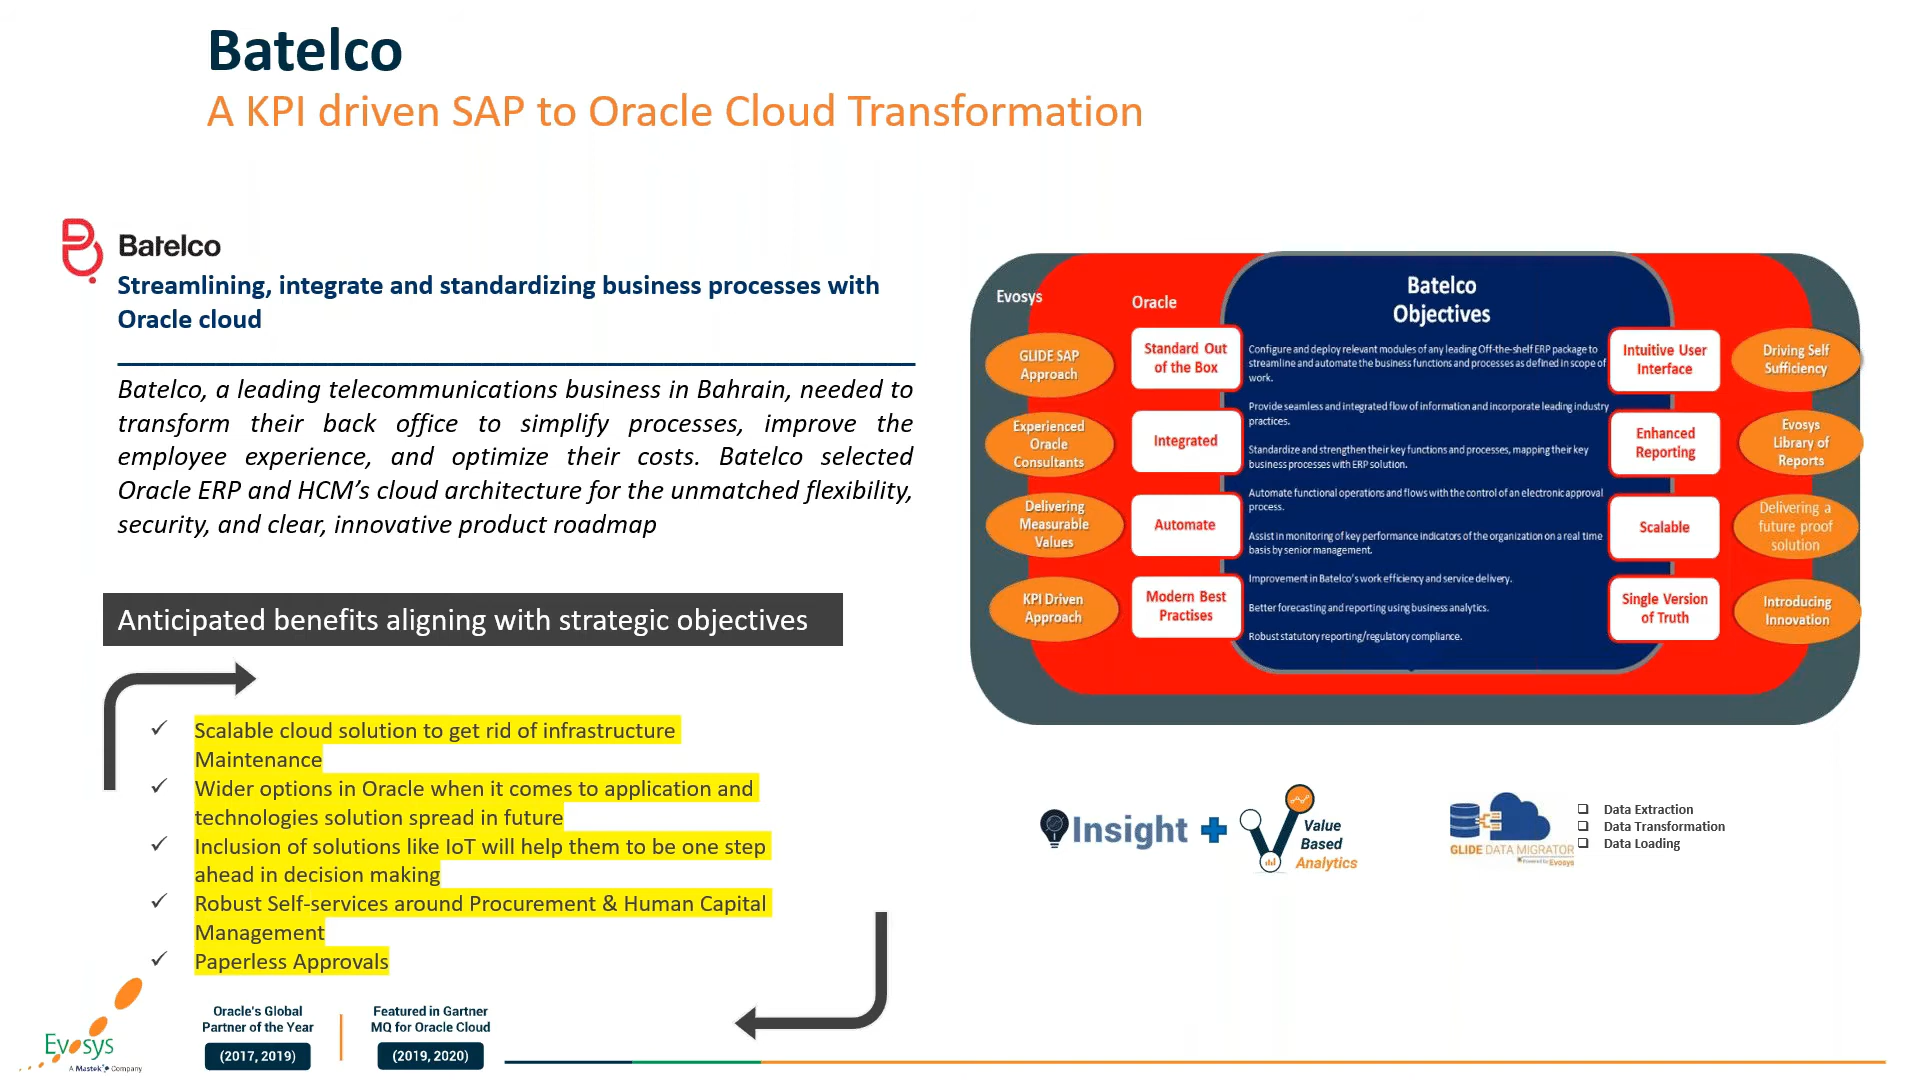 Batelco
A KPI driven SAP to Oracle Cloud Transformation
Batelco
Streamlining, integrate and standardizing business processes with
Oracle cloud
Batelco, a leading telecommunications business in Bahrain, needed to
transform their back office to simplify processes, improve the
employee experience, and optimize their costs. Batelco selected
Oracle ERP and HCM’s cloud architecture for the unmatched flexibility,
security, and clear, innovative product roadmap
Anticipated benefits aligning with strategic objectives
✓ Scalable cloud solution to get rid of infrastructure
Maintenance
✓ Wider options in Oracle when it comes to application and
technologies solution spread in future
✓ Inclusion of solutions like IoT will help them to be one step
ahead in decision making
✓ Robust Self-services around Procurement & Human Capital
Management
✓ Paperless Approvals
Evosys
Oracle
GLIDE SAP
Approach
Experienced
Oracle
Consultants
Delivering
Measurable
Values
KPI Driven
Approach
Standard Out
of the Box
Integrated
Automate
Modern Best
Practises
Batelco
Objectives
Configure and deploy relevant modules of any leading Off-the-shelf ERP package to
streamline and automate the business functions and processes as defined in scope of
work.
Provide seamless and integrated flow of information and incorporate leading industry
practices.
Standardize and strengthen their key functions and processes, mapping their key
business processes with ERP solution.
Automate functional operations and flows with the control of an electronic approval
process.
Assist in monitoring of key performance indicators of the organization on a real time
basis by senior management.
Improvement in Batelco's work efficiency and service delivery.
Better forecasting and reporting using business analytics.
Robust statutory reporting/regulatory compliance.
Intuitive User
Interface
Enhanced
Reporting
Scalable
Single Version
of Truth
Driving Self
Sufficiency
Evosys
Library of
Reports
Delivering a
future proof
solution
Introducing
Innovation
Insight
Value
Based
Analytics
GLIDE DATA MIGRATOR
Powered by Evosys
❑ Data Extraction
❑ Data Transformation
❑ Data Loading
Evosys
A Mastek Company
Oracle's Global
Partner of the Year
(2017, 2019)
Featured in Gartner
MQ for Oracle Cloud
(2019, 2020)